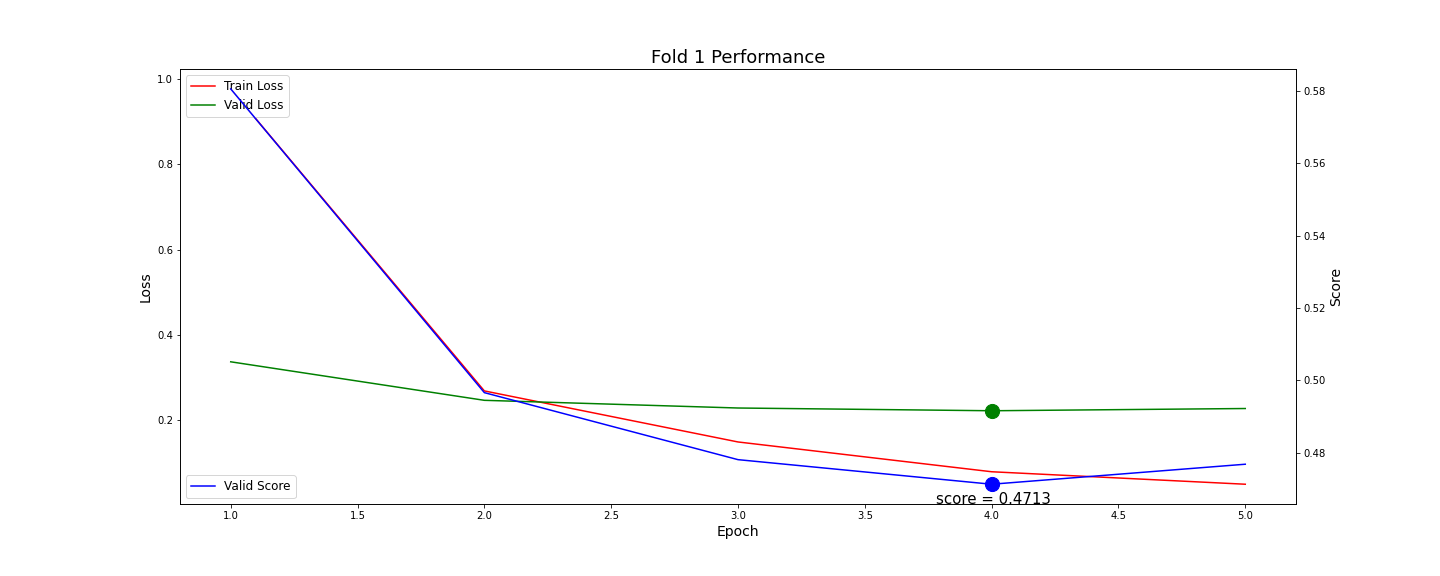 Fold 1 Performance
Train Loss
Valid Loss
1.0
0.8
0.6
0.4
0.2
Loss
0.58
0.56
0.54
0.52
0.50
0.48
Score
Valid Score
score = 0.4713
1.0 1.5 2.0 2.5 3.0 3.5 4.0 4.5 5.0
Epoch